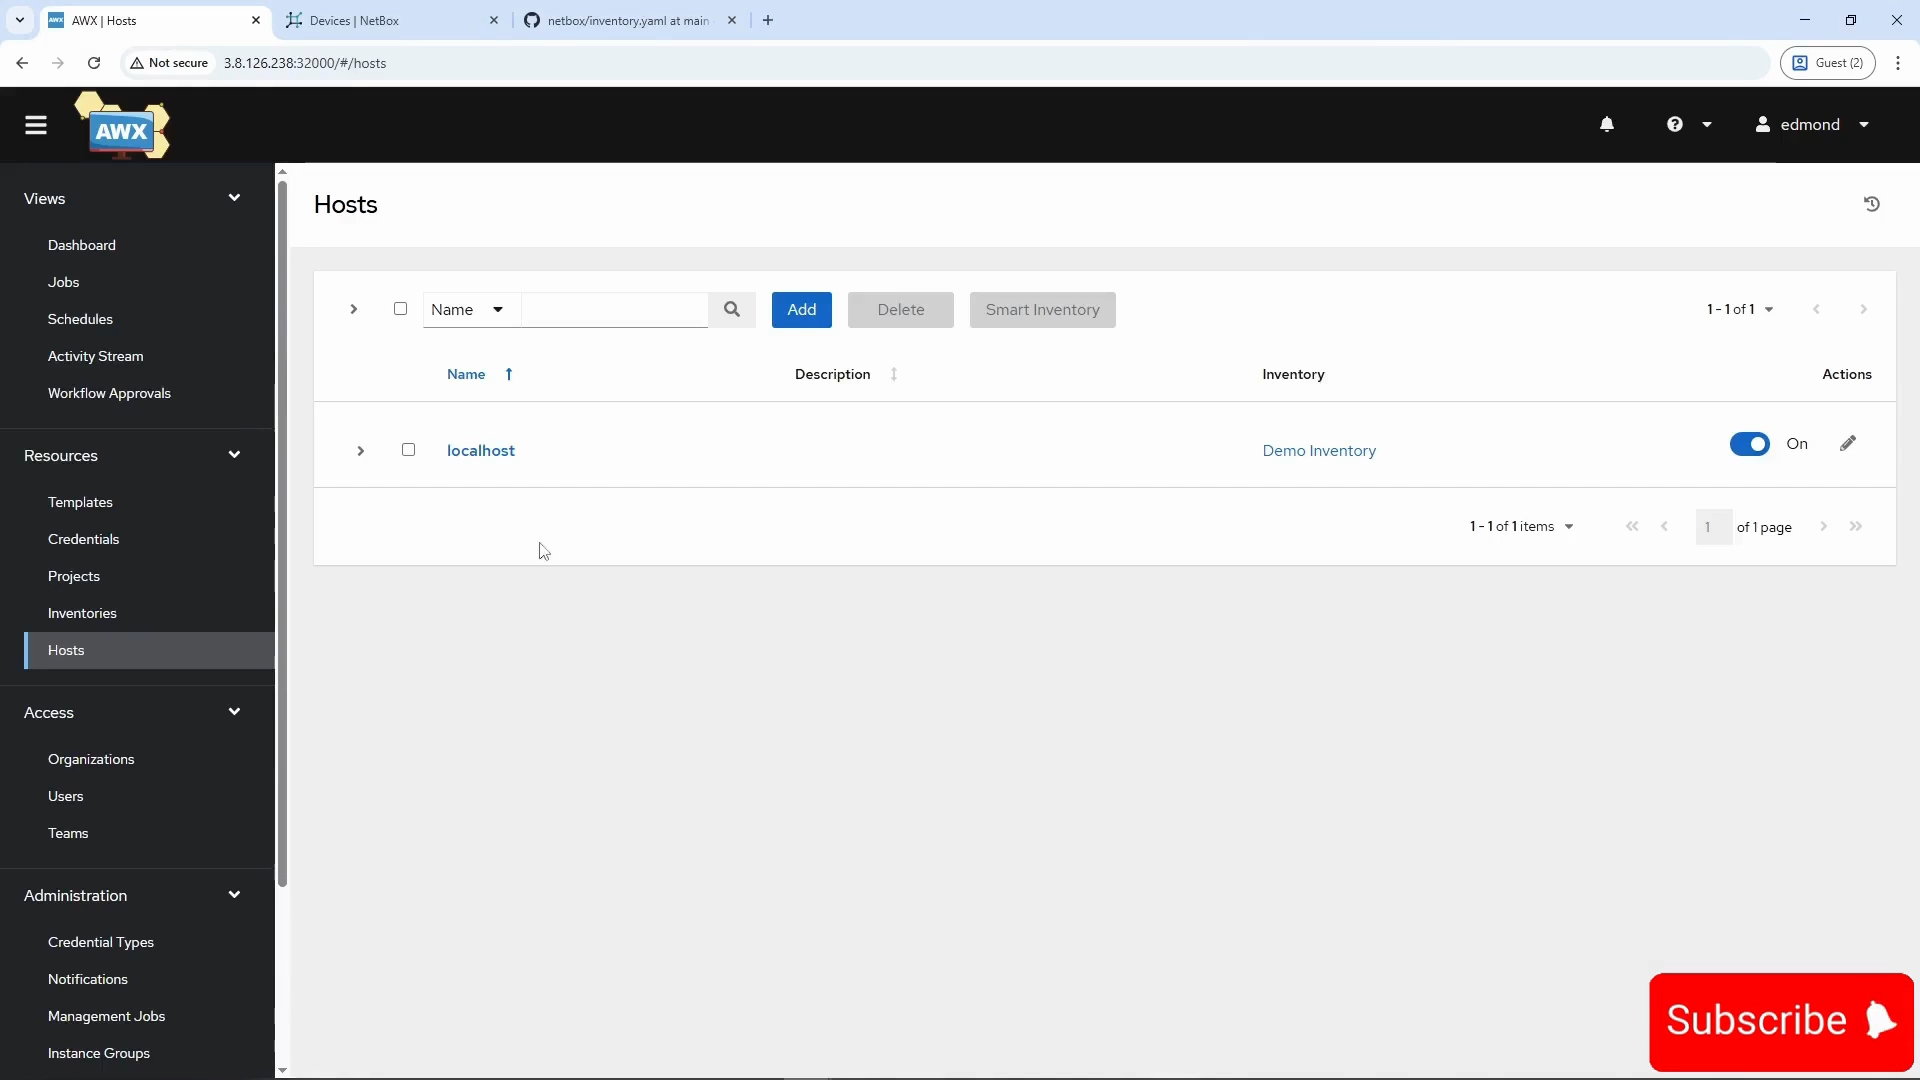 AWX | Hosts
Devices | NetBox
netbox/inventory.yaml at main
Not secure
3.8.126.238:32000/#/hosts
Guest (2)
AWX
edmond
Views
Dashboard
Jobs
Schedules
Activity Stream
Workflow Approvals
Resources
Templates
Credentials
Projects
Inventories
Hosts
Access
Organizations
Users
Teams
Administration
Credential Types
Notifications
Management Jobs
Instance Groups
Hosts
Name
Add
Delete
Smart Inventory
1 - 1 of 1
Name
Description
Inventory
Actions
localhost
Demo Inventory
On
1 - 1 of 1 items
1
of 1 page
Subscribe